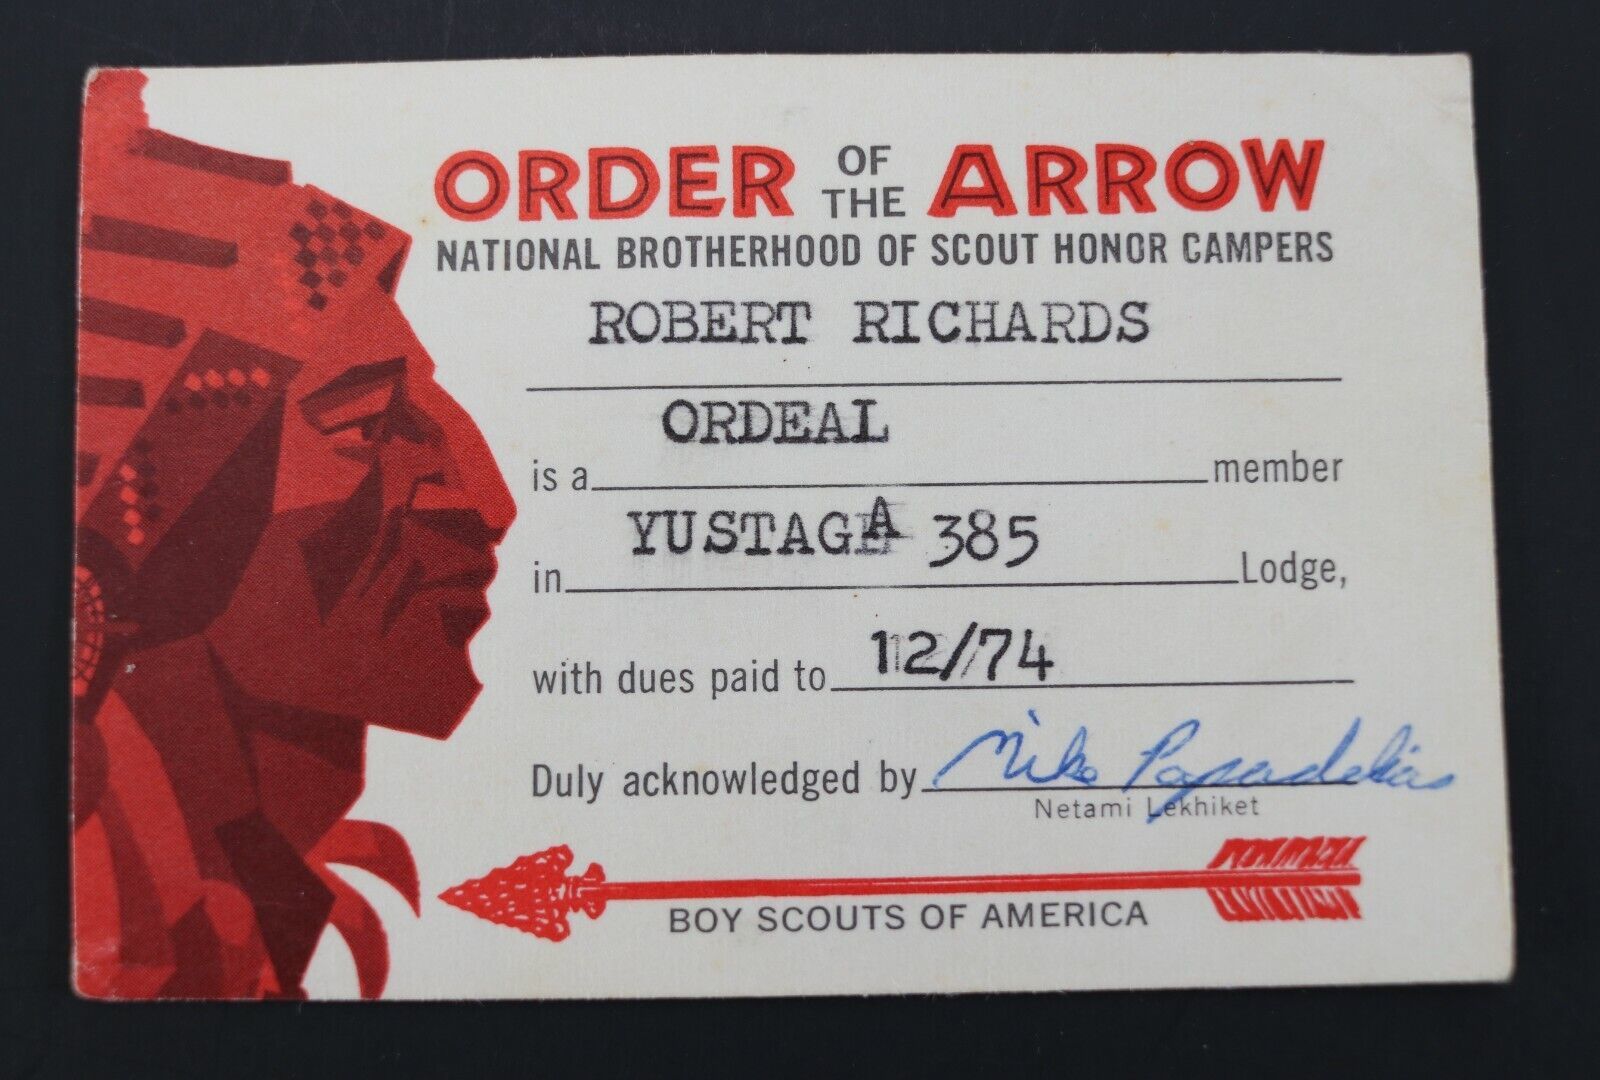 ORDER OF THE ARROW
NATIONAL BROTHERHOOD OF SCOUT HONOR CAMPERS
ROBERT RICHARDS
ORDEAL
is a member
YUSTAGA 385
in Lodge,
12/74
with dues paid to
Duly acknowledged by Mike
Netami Lekhiket
BOY SCOUTS OF AMERICA